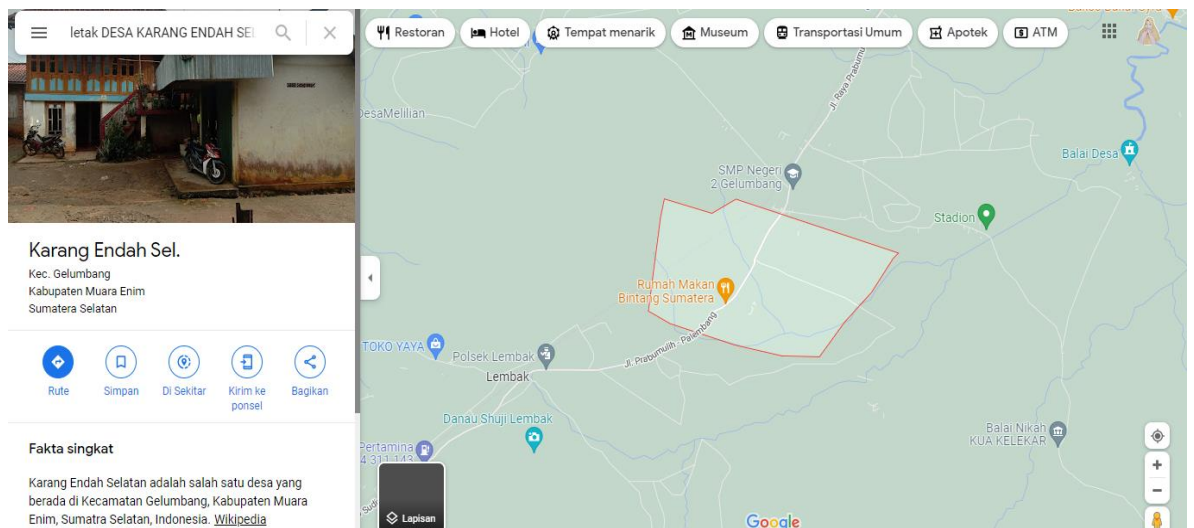 letak DESA KARANG ENDAH SEL
Restoran
Hotel
Tempat menarik
Museum
Transportasi Umum
Apotek
ATM
Karang Endah Sel.
Kec. Gelumbang
Kabupaten Muara Enim
Sumatera Selatan
Rute
Simpan
Di Sekitar
Kirim ke
ponsel
Bagikan
Fakta singkat
Karang Endah Selatan adalah salah satu desa yang
berada di Kecamatan Gelumbang, Kabupaten Muara
Enim, Sumatra Selatan, Indonesia. Wikipedia
DesaMelilian
Jl. Raya Prabumu
Balai Desa
SMP Negeri
2 Gelumbang
Stadion
Rumah Makan
Bintang Sumatera
Jl. Prabumulih - Palembang
TOKO YAYA
Polsek Lembak
Lembak
Danau Shuji Lembak
Balai Nikah
KUA KELEKAR
Pertamina
4.311.143
Lapisan
Google